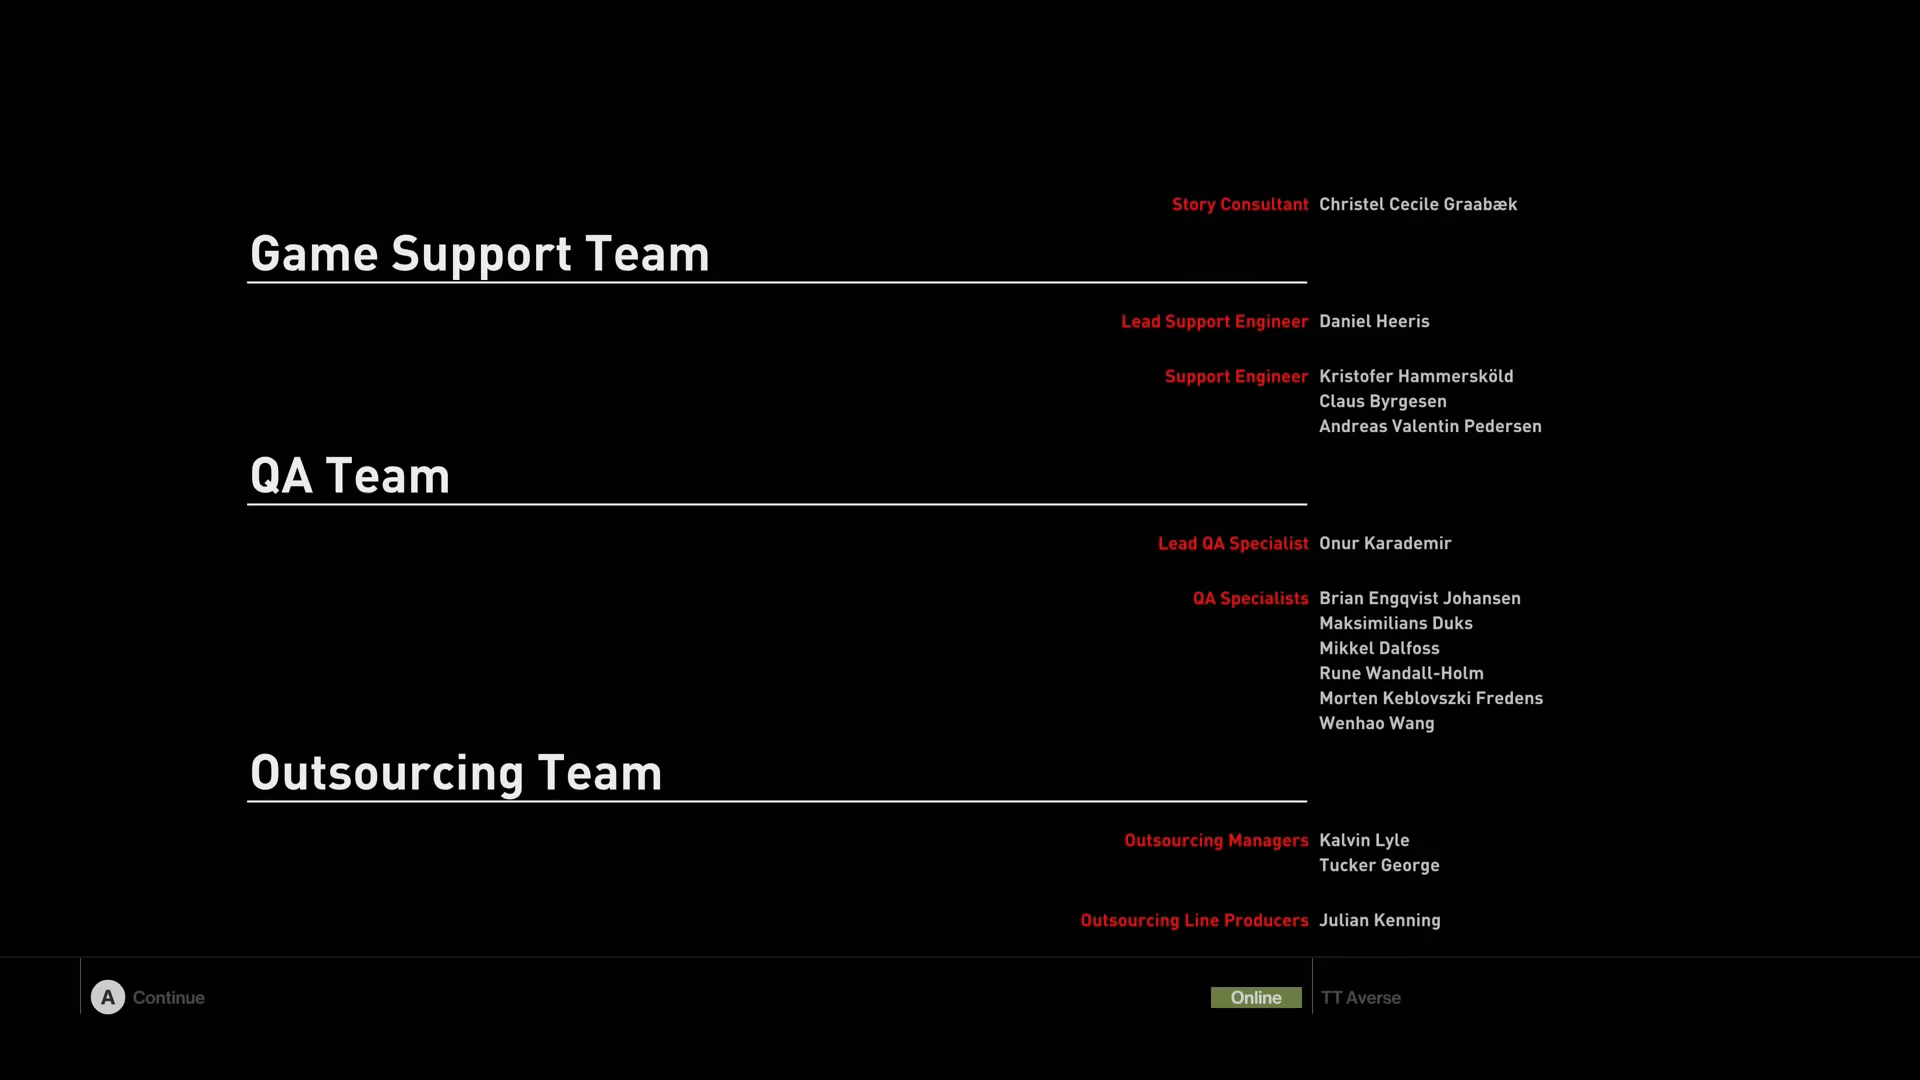 Story Consultant Christel Cecile Graabæk
Game Support Team
Lead Support Engineer Daniel Heeris
Support Engineer Kristofer Hammersköld
Claus Byrgesen
Andreas Valentin Pedersen
QA Team
Lead QA Specialist Onur Karademir
QA Specialists Brian Engqvist Johansen
Maksimilians Duks
Mikkel Dalfoss
Rune Wandall-Holm
Morten Keblovszki Fredens
Wenhao Wang
Outsourcing Team
Outsourcing Managers Kalvin Lyle
Tucker George
Outsourcing Line Producers Julian Kenning
A Continue Online TT Averse